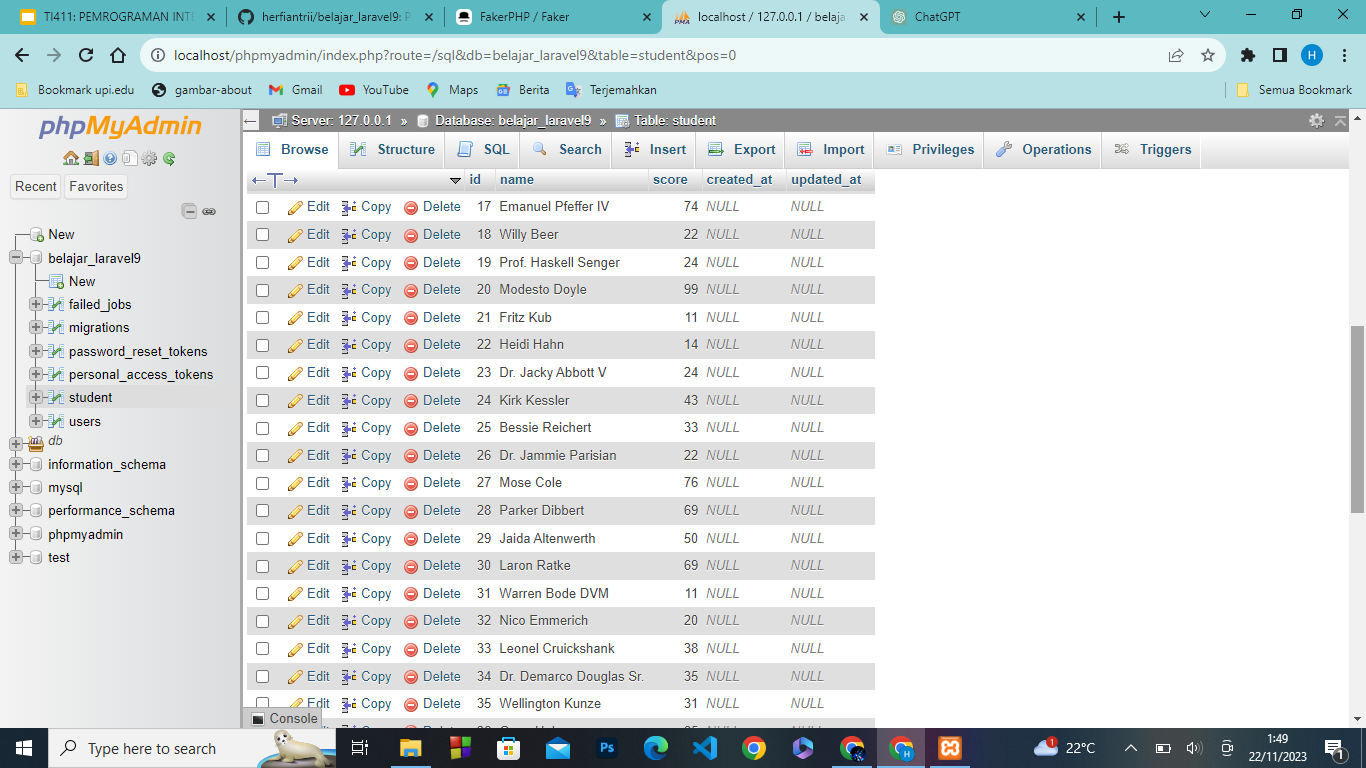 TI411: PEMROGRAMAN INTE
herfiantrii/belajar_laravel9: P
FakerPHP / Faker
localhost / 127.0.0.1 / belaja
ChatGPT
localhost/phpmyadmin/index.php?route=/sql&db=belajar_laravel9&table=student&pos=0
H
Bookmark upi.edu
gambar-about
Gmail
YouTube
Maps
Berita
Terjemahkan
Semua Bookmark
phpMyAdmin
Recent
Favorites
New
belajar_laravel9
New
failed_jobs
migrations
password_reset_tokens
personal_access_tokens
student
users
db
information_schema
mysql
performance_schema
phpmyadmin
test
Server: 127.0.0.1 » Database: belajar_laravel9 » Table: student
Browse Structure SQL Search Insert Export Import Privileges Operations Triggers
id name score created_at updated_at
Edit Copy Delete 17 Emanuel Pfeffer IV 74 NULL NULL
Edit Copy Delete 18 Willy Beer 22 NULL NULL
Edit Copy Delete 19 Prof. Haskell Senger 24 NULL NULL
Edit Copy Delete 20 Modesto Doyle 99 NULL NULL
Edit Copy Delete 21 Fritz Kub 11 NULL NULL
Edit Copy Delete 22 Heidi Hahn 14 NULL NULL
Edit Copy Delete 23 Dr. Jacky Abbott V 24 NULL NULL
Edit Copy Delete 24 Kirk Kessler 43 NULL NULL
Edit Copy Delete 25 Bessie Reichert 33 NULL NULL
Edit Copy Delete 26 Dr. Jammie Parisian 22 NULL NULL
Edit Copy Delete 27 Mose Cole 76 NULL NULL
Edit Copy Delete 28 Parker Dibbert 69 NULL NULL
Edit Copy Delete 29 Jaida Altenwerth 50 NULL NULL
Edit Copy Delete 30 Laron Ratke 69 NULL NULL
Edit Copy Delete 31 Warren Bode DVM 11 NULL NULL
Edit Copy Delete 32 Nico Emmerich 20 NULL NULL
Edit Copy Delete 33 Leonel Cruickshank 38 NULL NULL
Edit Copy Delete 34 Dr. Demarco Douglas Sr. 35 NULL NULL
Edit Copy Delete 35 Wellington Kunze 31 NULL NULL
Console
Type here to search
Ps
H
1
22°C
1:49
22/11/2023
1